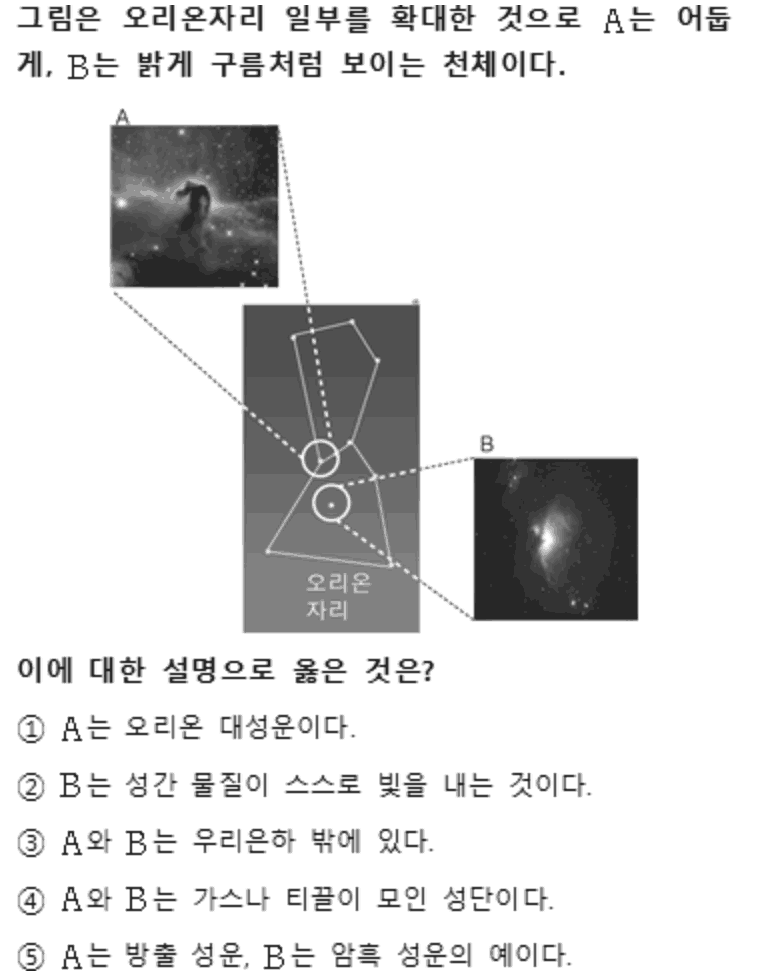 그림은 오리온자리 일부를 확대한 것으로 A는 어둡
게, B는 밝게 구름처럼 보이는 천체이다.
A
B
오리온
자리
이에 대한 설명으로 옳은 것은?
① A는 오리온 대성운이다.
② B는 성간 물질이 스스로 빛을 내는 것이다.
③ A와 B는 우리은하 밖에 있다.
④ A와 B는 가스나 티끌이 모인 성단이다.
⑤ A는 방출 성운, B는 암흑 성운의 예이다.